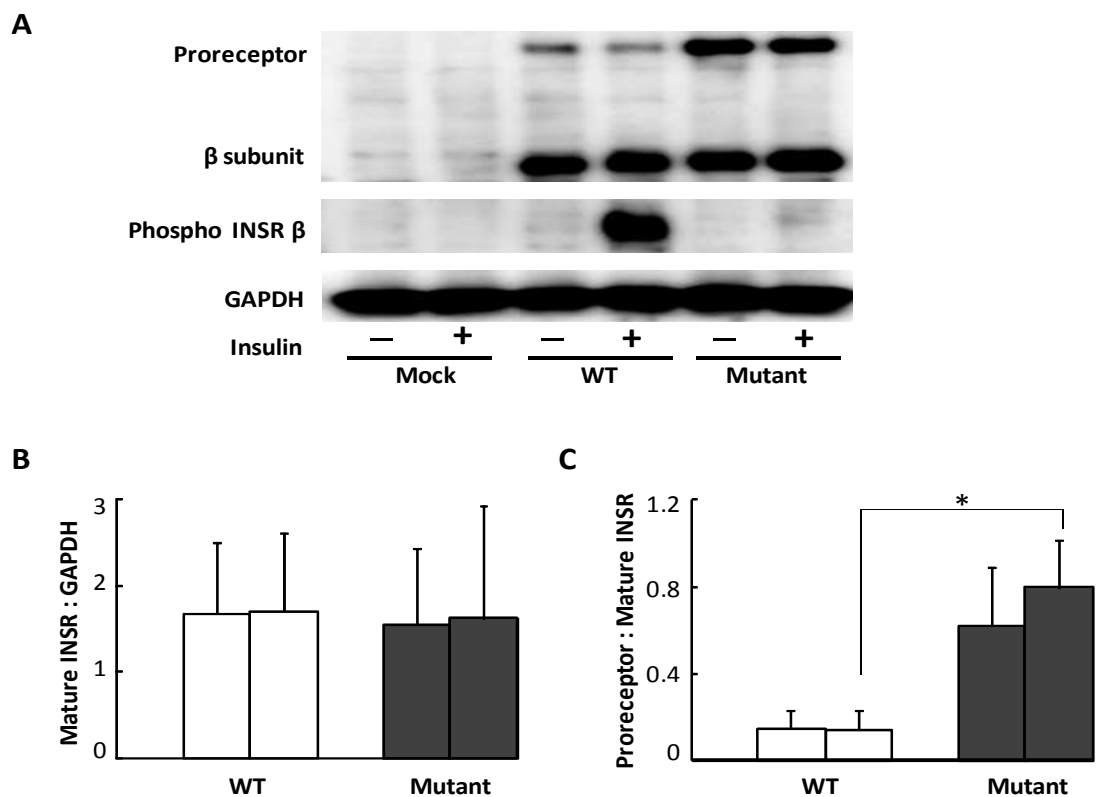 A
Proreceptor
β subunit
Phospho INSR β
GAPDH
Insulin
— + — + — +
Mock WT Mutant
B
Mature INSR : GAPDH
3
2
1
0
WT Mutant
C
Proreceptor : Mature INSR
1.2
0.8
0.4
0
*
WT Mutant